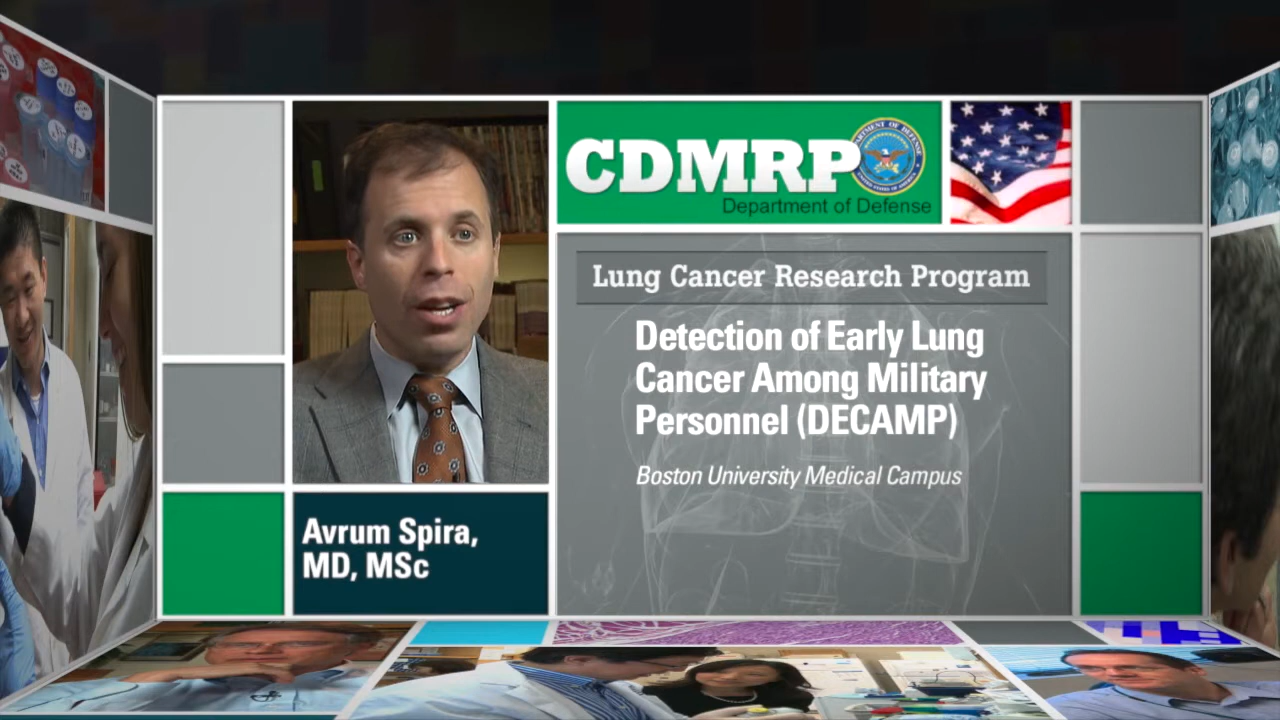 CDMRP
Department of Defense
Lung Cancer Research Program
Detection of Early Lung
Cancer Among Military
Personnel (DECAMP)
Boston University Medical Campus
Avrum Spira,
MD, MSc